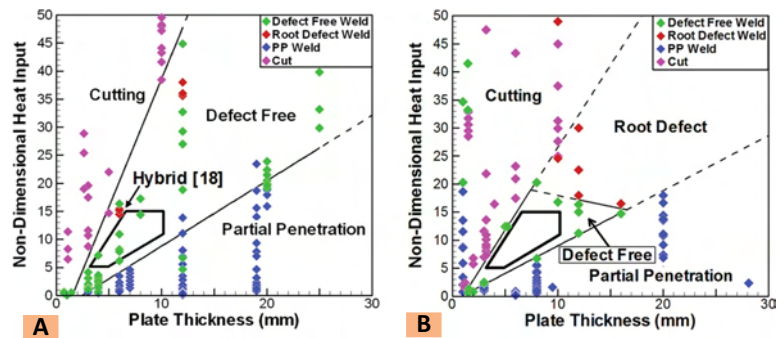 50
45
40
35
30
25
20
15
10
5
0
Non-Dimensional Heat Input
Defect Free Weld
Root Defect Weld
PP Weld
Cut
Cutting
Defect Free
Hybrid [18]
Partial Penetration
0 10 20 30
Plate Thickness (mm)
A
50
45
40
35
30
25
20
15
10
5
0
Non-Dimensional Heat Input
Defect Free Weld
Root Defect Weld
PP Weld
Cut
Cutting
Root Defect
Defect Free
Partial Penetration
0 10 20 30
Plate Thickness (mm)
B